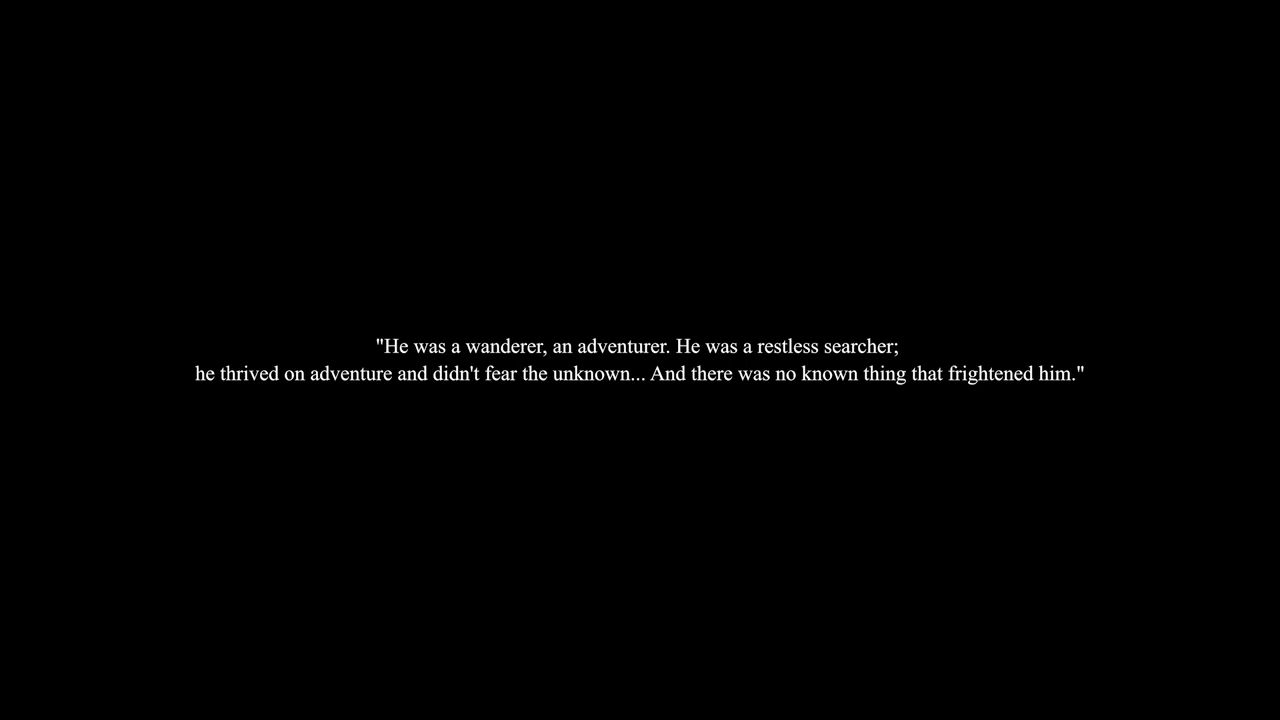 "He was a wanderer, an adventurer. He was a restless searcher;
he thrived on adventure and didn't fear the unknown... And there was no known thing that frightened him."